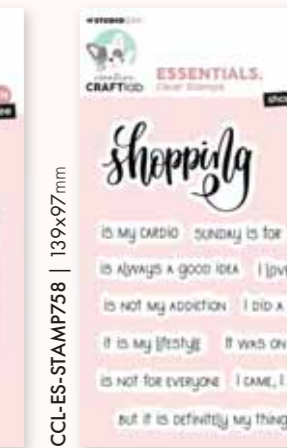 STUDIO
creative
CRAFTlab
ESSENTIALS.
Clear Stamps
sho
shopping
is my cardio sunday is for
is always a good idea I love
is not my addiction I did a
it is my lifestyle it was on
is not for everyone I came, I
but it is definitely my thing
CCL-ES-STAMP758 | 139x97mm